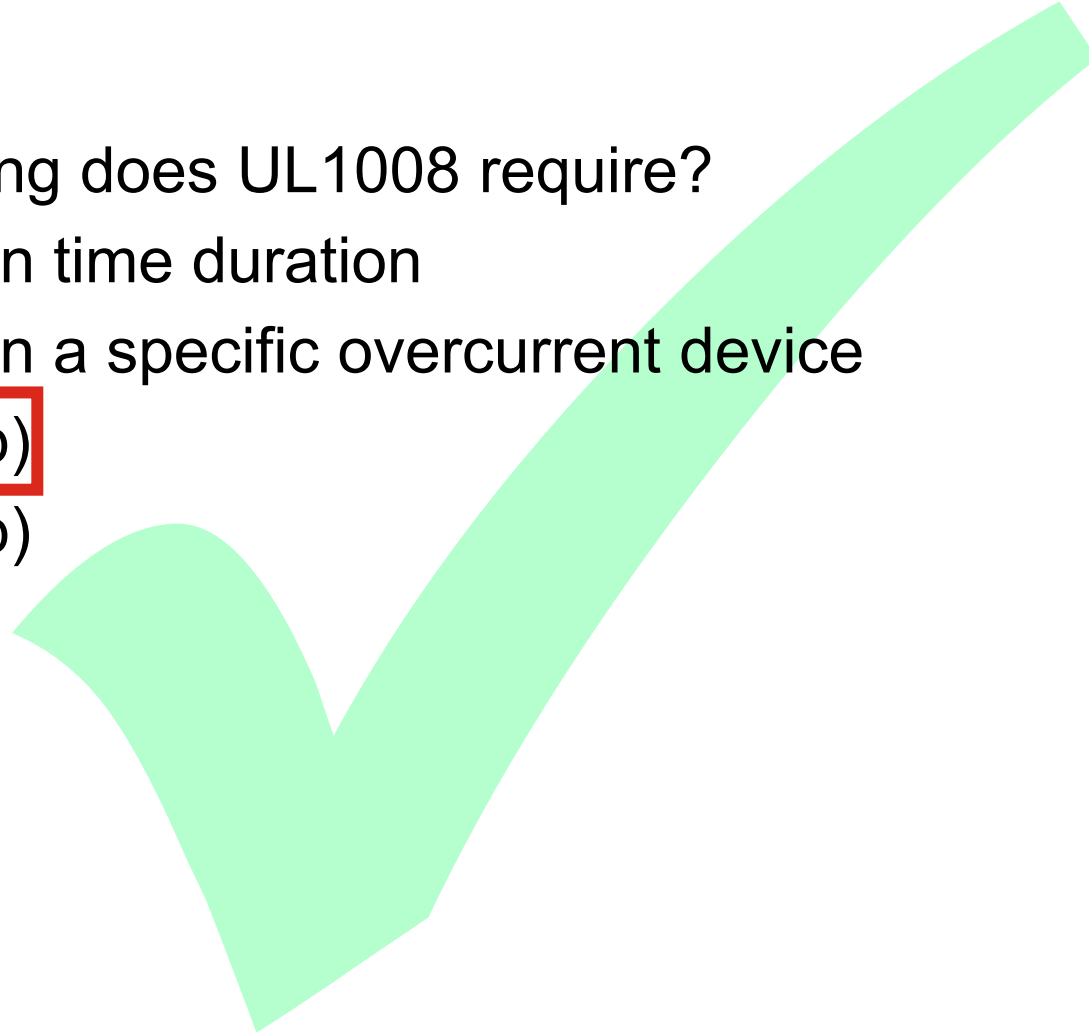 ng does UL1008 require?
n time duration
n a specific overcurrent device
)
)